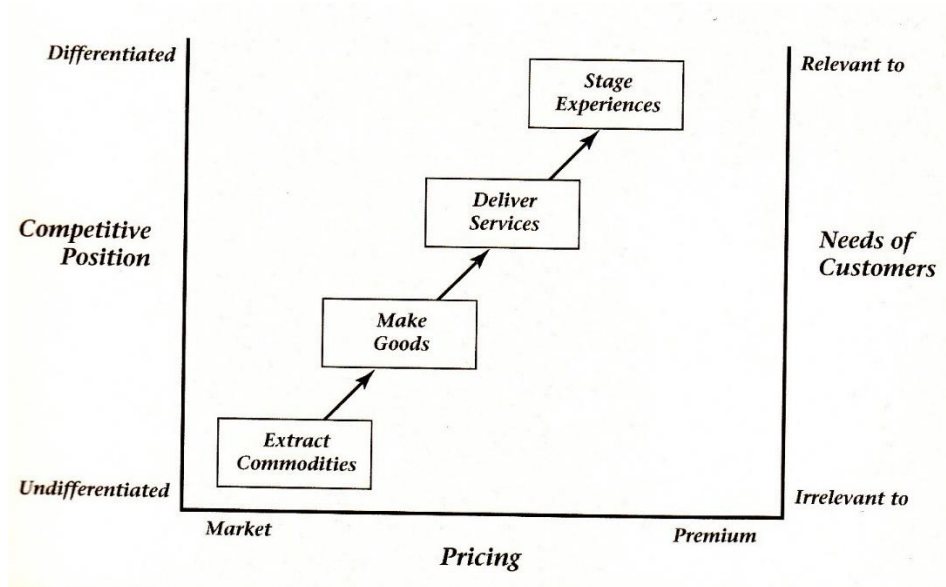 Differentiated
Relevant to
Stage
Experiences
Deliver
Services
Competitive
Position
Needs of
Customers
Make
Goods
Extract
Commodities
Undifferentiated
Irrelevant to
Market
Premium
Pricing